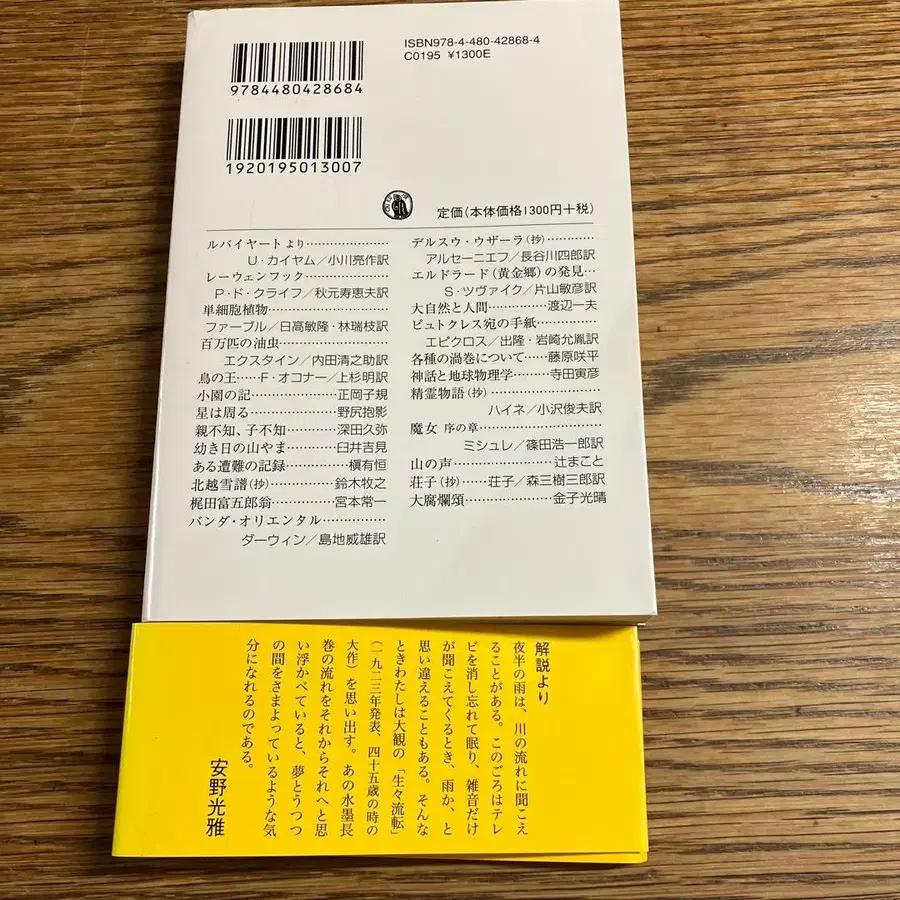 ISBN978-4-480-42868-4
C0195 ¥1300E
9784480428684
1920195013007
定価(本体価格1300円+税)
ルバイヤートより…………………
U・カイヤム/小川亮作訳
レーウェンフック…………………
P・ド・クライフ/秋元寿恵夫訳
単細胞植物…………………
ファーブル/日高敏隆・林瑞枝訳
百万匹の油虫…………………
エクスタイン/内田清之助訳
鳥の王……F・オコナー/上杉明訳
小園の記…………………正岡子規
星は周る…………………野尻抱影
親不知、子不知…………深田久弥
幼き日の山やま…………臼井吉見
ある遭難の記録…………槇有恒
北越雪譜(抄)…………鈴木牧之
梶田富五郎翁…………宮本常一
パンダ・オリエンタル…………
ダーウィン/島地威雄訳
デルスウ・ウザーラ(抄)…………
アルセーニエフ/長谷川四郎訳
エルドラード(黄金郷)の発見…
S・ツヴァイク/片山敏彦訳
大自然と人間…………渡辺一夫
ピュトクレス宛の手紙…………
エピクロス/出隆・岩崎允胤訳
各種の渦巻について……藤原咲平
神話と地球物理学………寺田寅彦
精霊物語(抄)…………………
ハイネ/小沢俊夫訳
魔女 序の章…………………
ミシュレ/篠田浩一郎訳
山の声…………………辻まこと
荘子(抄)……荘子/森三樹三郎訳
大腐爛頌…………………金子光晴
解説より
夜半の雨は、川の流れに聞こえ
ることがある。このごろはテレ
ビを消し忘れて眠り、雑音だけ
が聞こえてくるとき、雨か、と
思い違えることもある。そんな
ときわたしは大観の「生々流転」
(一九二三年発表、四十五歳の時の
大作)を思い出す。あの水墨長
巻の流れをそれからそれへと思
い浮かべていると、夢とうつつ
の間をさまよっているような気
分になれるのである。
安野光雅